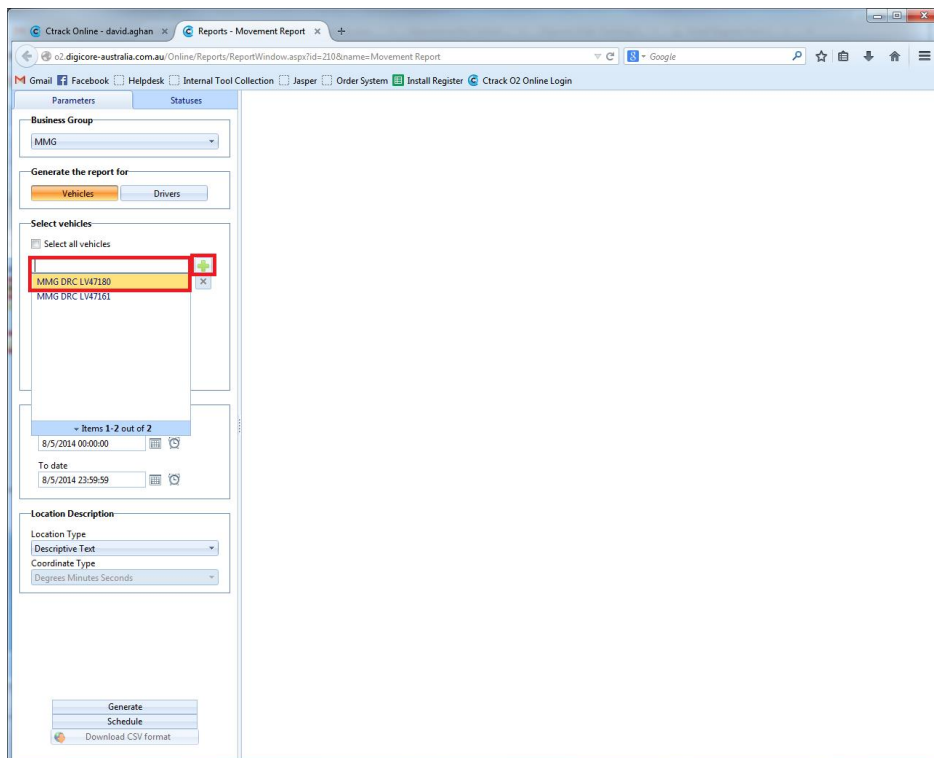 Ctrack Online - david.aghan × Reports - Movement Report × +
o2.digicore-australia.com.au/Online/Reports/ReportWindow.aspx?id=210&name=Movement Report Google
Gmail Facebook Helpdesk Internal Tool Collection Jasper Order System Install Register Ctrack O2 Online Login
Parameters Statuses
Business Group
MMG
Generate the report for
Vehicles Drivers
Select vehicles
Select all vehicles
MMG DRC LV47180
MMG DRC LV47161
Items 1-2 out of 2
8/5/2014 00:00:00
To date
8/5/2014 23:59:59
Location Description
Location Type
Descriptive Text
Coordinate Type
Degrees Minutes Seconds
Generate
Schedule
Download CSV format